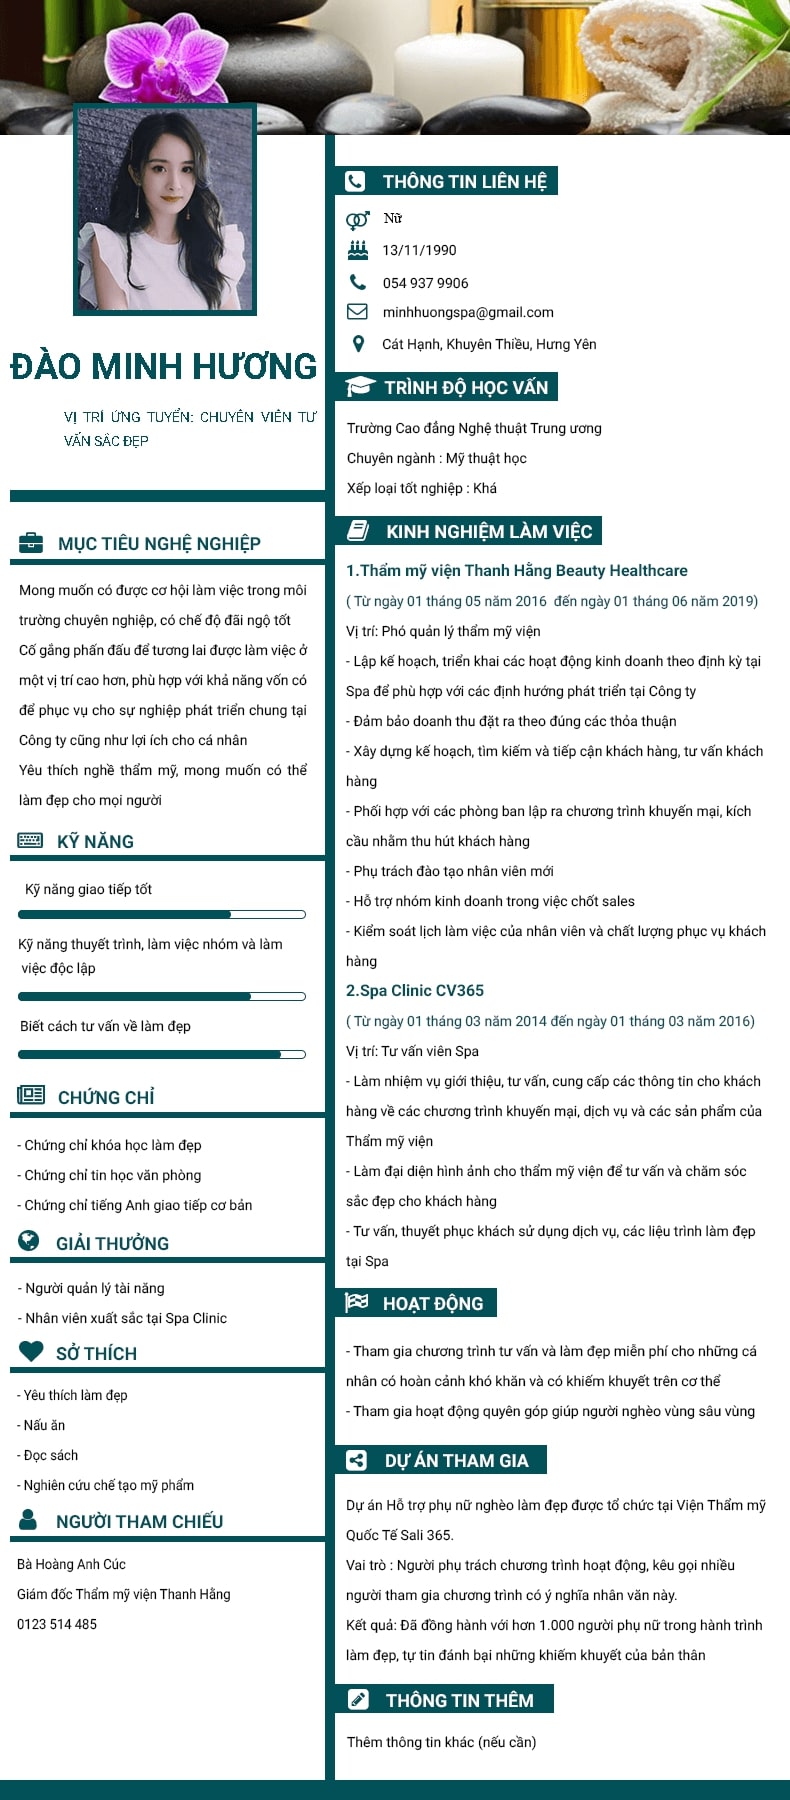 ĐÀO MINH HƯƠNG
VỊ TRÍ ỨNG TUYỂN: CHUYÊN VIÊN TƯ
VẤN SẮC ĐẸP
MỤC TIÊU NGHỀ NGHIỆP
Mong muốn có được cơ hội làm việc trong môi
trường chuyên nghiệp, có chế độ đãi ngộ tốt
Cố gắng phấn đấu để tương lai được làm việc ở
một vị trí cao hơn, phù hợp với khả năng vốn có
để phục vụ cho sự nghiệp phát triển chung tại
Công ty cũng như lợi ích cho cá nhân
Yêu thích nghề thẩm mỹ, mong muốn có thể
làm đẹp cho mọi người
KỸ NĂNG
Kỹ năng giao tiếp tốt
Kỹ năng thuyết trình, làm việc nhóm và làm
việc độc lập
Biết cách tư vấn về làm đẹp
CHỨNG CHỈ
- Chứng chỉ khóa học làm đẹp
- Chứng chỉ tin học văn phòng
- Chứng chỉ tiếng Anh giao tiếp cơ bản
GIẢI THƯỞNG
- Người quản lý tài năng
- Nhân viên xuất sắc tại Spa Clinic
SỞ THÍCH
- Yêu thích làm đẹp
- Nấu ăn
- Đọc sách
- Nghiên cứu chế tạo mỹ phẩm
NGƯỜI THAM CHIẾU
Bà Hoàng Anh Cúc
Giám đốc Thẩm mỹ viện Thanh Hằng
0123 514 485
THÔNG TIN LIÊN HỆ
Nữ
13/11/1990
054 937 9906
minhhuongspa@gmail.com
Cát Hạnh, Khuyên Thiều, Hưng Yên
TRÌNH ĐỘ HỌC VẤN
Trường Cao đẳng Nghệ thuật Trung ương
Chuyên ngành : Mỹ thuật học
Xếp loại tốt nghiệp : Khá
KINH NGHIỆM LÀM VIỆC
1.Thẩm mỹ viện Thanh Hằng Beauty Healthcare
( Từ ngày 01 tháng 05 năm 2016  đến ngày 01 tháng 06 năm 2019)
Vị trí: Phó quản lý thẩm mỹ viện
- Lập kế hoạch, triển khai các hoạt động kinh doanh theo định kỳ tại
Spa để phù hợp với các định hướng phát triển tại Công ty
- Đảm bảo doanh thu đặt ra theo đúng các thỏa thuận
- Xây dựng kế hoạch, tìm kiếm và tiếp cận khách hàng, tư vấn khách
hàng
- Phối hợp với các phòng ban lập ra chương trình khuyến mại, kích
cầu nhằm thu hút khách hàng
- Phụ trách đào tạo nhân viên mới
- Hỗ trợ nhóm kinh doanh trong việc chốt sales
- Kiểm soát lịch làm việc của nhân viên và chất lượng phục vụ khách
hàng
2.Spa Clinic CV365
( Từ ngày 01 tháng 03 năm 2014 đến ngày 01 tháng 03 năm 2016)
Vị trí: Tư vấn viên Spa
- Làm nhiệm vụ giới thiệu, tư vấn, cung cấp các thông tin cho khách
hàng về các chương trình khuyến mại, dịch vụ và các sản phẩm của
Thẩm mỹ viện
- Làm đại diện hình ảnh cho thẩm mỹ viện để tư vấn và chăm sóc
sắc đẹp cho khách hàng
- Tư vấn, thuyết phục khách sử dụng dịch vụ, các liệu trình làm đẹp
tại Spa
HOẠT ĐỘNG
- Tham gia chương trình tư vấn và làm đẹp miễn phí cho những cá
nhân có hoàn cảnh khó khăn và có khiếm khuyết trên cơ thể
- Tham gia hoạt động quyên góp giúp người nghèo vùng sâu vùng
DỰ ÁN THAM GIA
Dự án Hỗ trợ phụ nữ nghèo làm đẹp được tổ chức tại Viện Thẩm mỹ
Quốc Tế Sali 365.
Vai trò : Người phụ trách chương trình hoạt động, kêu gọi nhiều
người tham gia chương trình có ý nghĩa nhân văn này.
Kết quả: Đã đồng hành với hơn 1.000 người phụ nữ trong hành trình
làm đẹp, tự tin đánh bại những khiếm khuyết của bản thân
THÔNG TIN THÊM
Thêm thông tin khác (nếu cần)